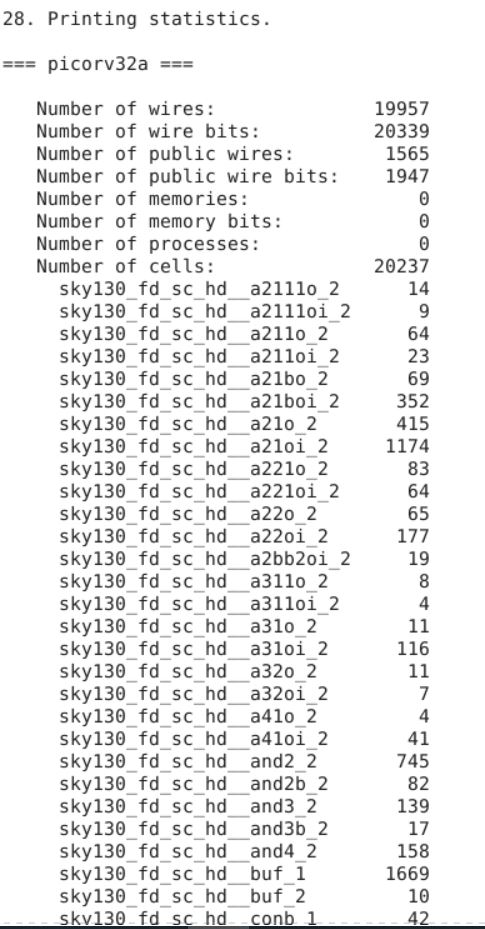 28. Printing statistics.
=== picorv32a ===
Number of wires: 19957
Number of wire bits: 20339
Number of public wires: 1565
Number of public wire bits: 1947
Number of memories: 0
Number of memory bits: 0
Number of processes: 0
Number of cells: 20237
sky130_fd_sc_hd__a2111o_2 14
sky130_fd_sc_hd__a2111oi_2 9
sky130_fd_sc_hd__a211o_2 64
sky130_fd_sc_hd__a211oi_2 23
sky130_fd_sc_hd__a21bo_2 69
sky130_fd_sc_hd__a21boi_2 352
sky130_fd_sc_hd__a21o_2 415
sky130_fd_sc_hd__a21oi_2 1174
sky130_fd_sc_hd__a221o_2 83
sky130_fd_sc_hd__a221oi_2 64
sky130_fd_sc_hd__a22o_2 65
sky130_fd_sc_hd__a22oi_2 177
sky130_fd_sc_hd__a2bb2oi_2 19
sky130_fd_sc_hd__a311o_2 8
sky130_fd_sc_hd__a311oi_2 4
sky130_fd_sc_hd__a31o_2 11
sky130_fd_sc_hd__a31oi_2 116
sky130_fd_sc_hd__a32o_2 11
sky130_fd_sc_hd__a32oi_2 7
sky130_fd_sc_hd__a41o_2 4
sky130_fd_sc_hd__a41oi_2 41
sky130_fd_sc_hd__and2_2 745
sky130_fd_sc_hd__and2b_2 82
sky130_fd_sc_hd__and3_2 139
sky130_fd_sc_hd__and3b_2 17
sky130_fd_sc_hd__and4_2 158
sky130_fd_sc_hd__buf_1 1669
sky130_fd_sc_hd__buf_2 10
sky130_fd_sc_hd__conb_1 42